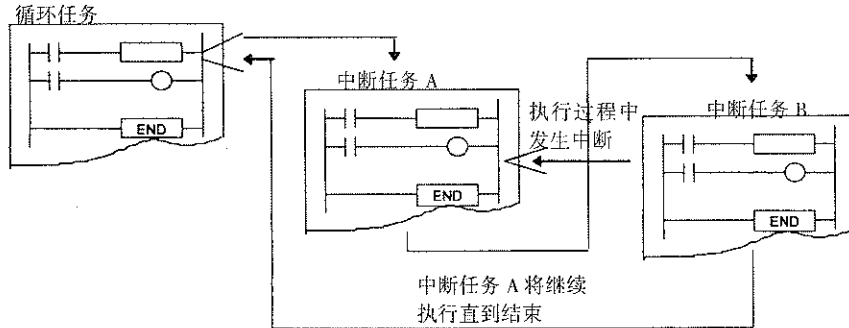 循环任务
END
中断任务 A
END
执行过程中
发生中断
中断任务 B
END
中断任务 A 将继续
执行直到结束